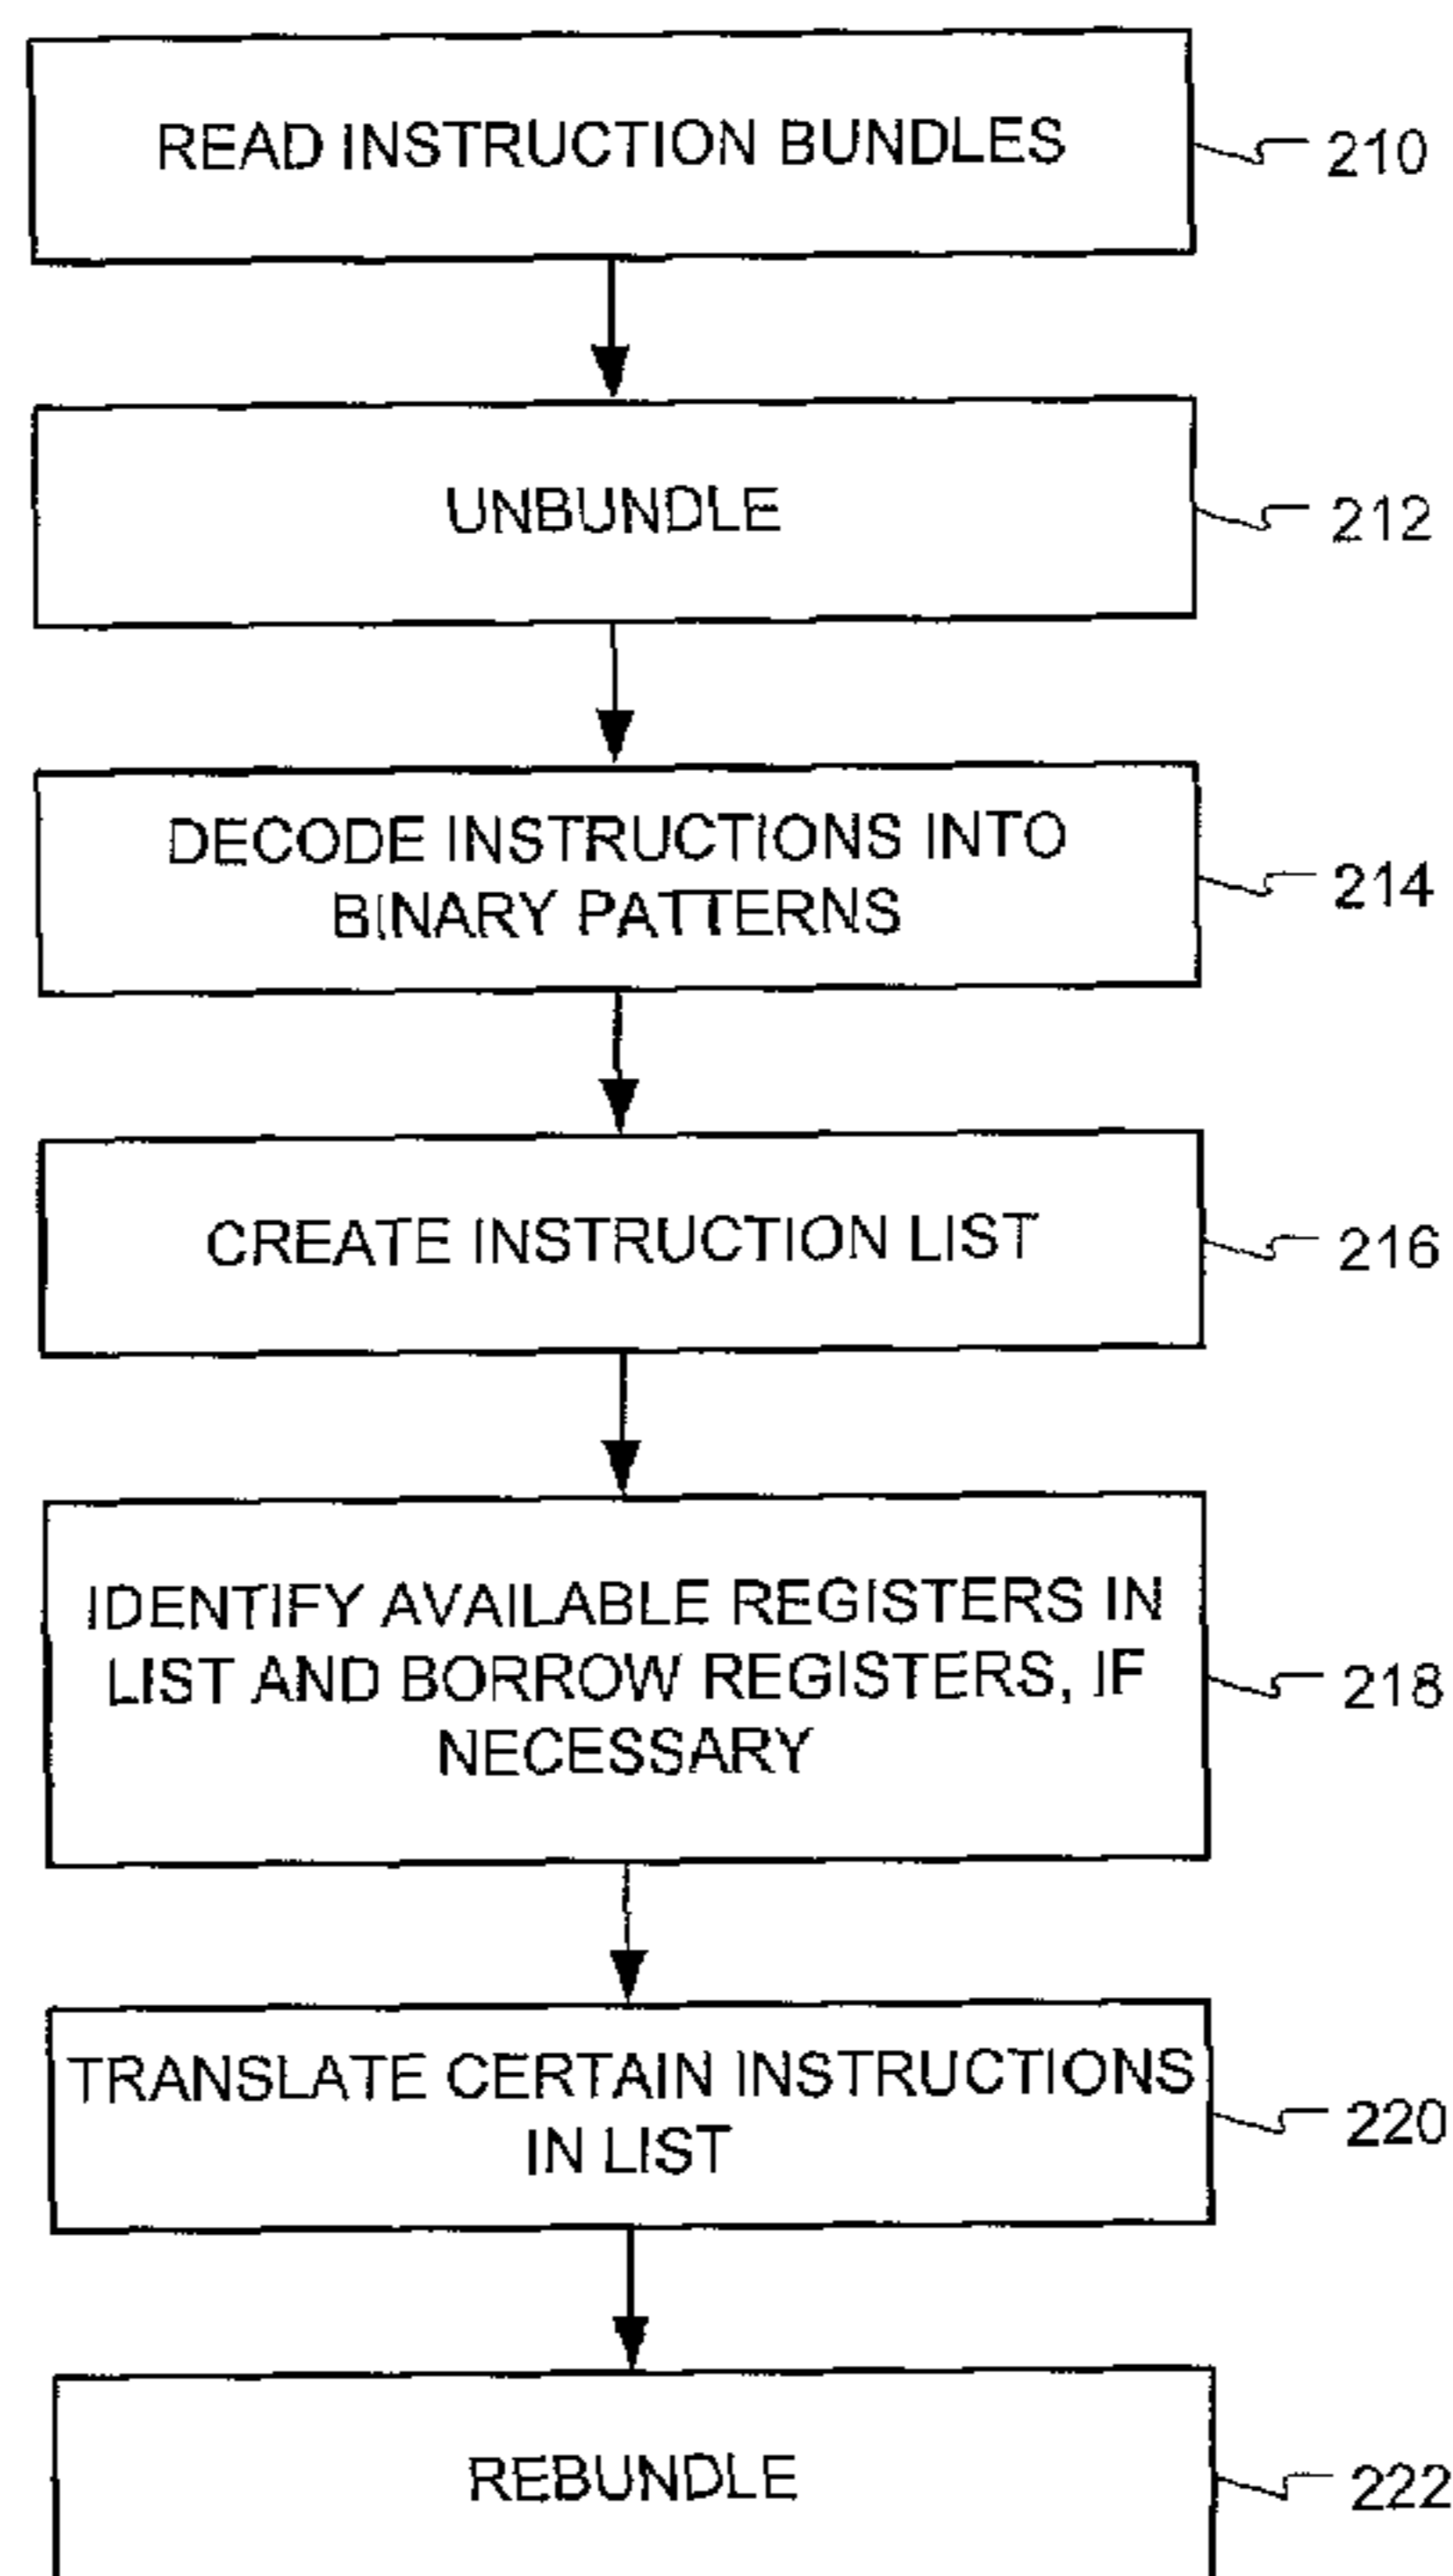 READ INSTRUCTION BUNDLES
210
UNBUNDLE
212
DECODE INSTRUCTIONS INTO
BINARY PATTERNS
214
CREATE INSTRUCTION LIST
216
IDENTIFY AVAILABLE REGISTERS IN
LIST AND BORROW REGISTERS, IF
NECESSARY
218
TRANSLATE CERTAIN INSTRUCTIONS
IN LIST
220
REBUNDLE
222